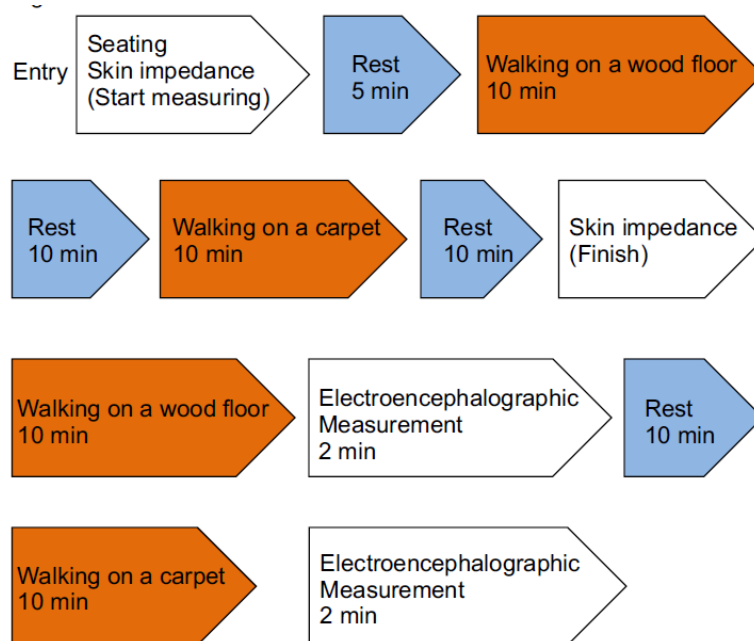 Entry
Seating
Skin impedance
(Start measuring)
Rest
5 min
Walking on a wood floor
10 min
Rest
10 min
Walking on a carpet
10 min
Rest
10 min
Skin impedance
(Finish)
Walking on a wood floor
10 min
Electroencephalographic
Measurement
2 min
Rest
10 min
Walking on a carpet
10 min
Electroencephalographic
Measurement
2 min